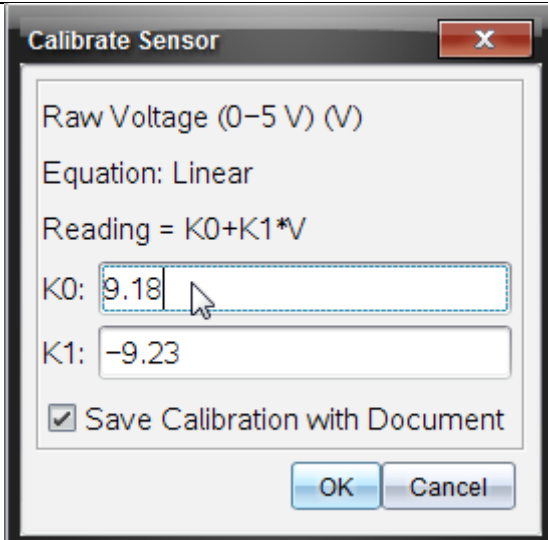 Calibrate Sensor
Raw Voltage (0−5 V) (V)
Equation: Linear
Reading = K0+K1*V
K0: 9.18
K1: −9.23
Save Calibration with Document
OK Cancel